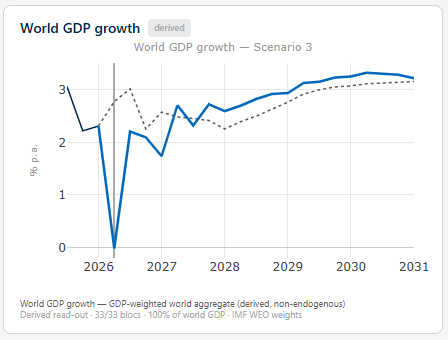 World GDP growth derived
World GDP growth — Scenario 3
3
2
1
0
% p.a.
2026 2027 2028 2029 2030 2031
World GDP growth — GDP-weighted world aggregate (derived, non-endogenous)
Derived read-out · 33/33 blocs · 100% of world GDP · IMF WEO weights